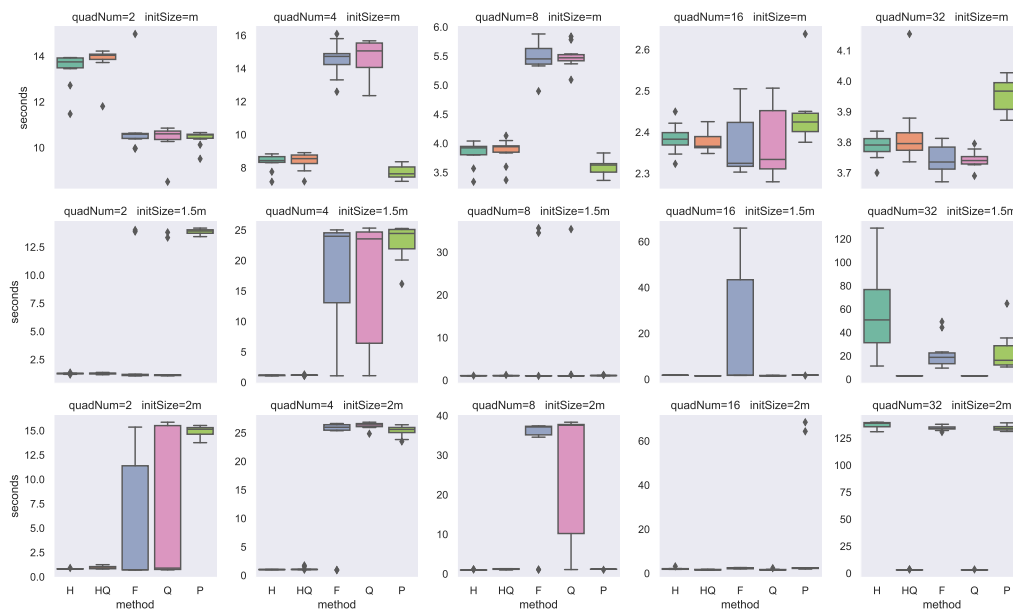 quadNum=2   initSize=m
quadNum=4   initSize=m
quadNum=8   initSize=m
quadNum=16   initSize=m
quadNum=32   initSize=m
seconds
14
12
10
16
14
12
10
8
6.0
5.5
5.0
4.5
4.0
3.5
2.6
2.5
2.4
2.3
4.1
4.0
3.9
3.8
3.7
quadNum=2   initSize=1.5m
quadNum=4   initSize=1.5m
quadNum=8   initSize=1.5m
quadNum=16   initSize=1.5m
quadNum=32   initSize=1.5m
seconds
12.5
10.0
7.5
5.0
2.5
25
20
15
10
5
0
30
20
10
0
60
40
20
0
120
100
80
60
40
20
0
quadNum=2   initSize=2m
quadNum=4   initSize=2m
quadNum=8   initSize=2m
quadNum=16   initSize=2m
quadNum=32   initSize=2m
seconds
15.0
12.5
10.0
7.5
5.0
2.5
0.0
25
20
15
10
5
0
40
30
20
10
0
60
40
20
0
125
100
75
50
25
0
H HQ F Q P
H HQ F Q P
H HQ F Q P
H HQ F Q P
H HQ F Q P
method
method
method
method
method